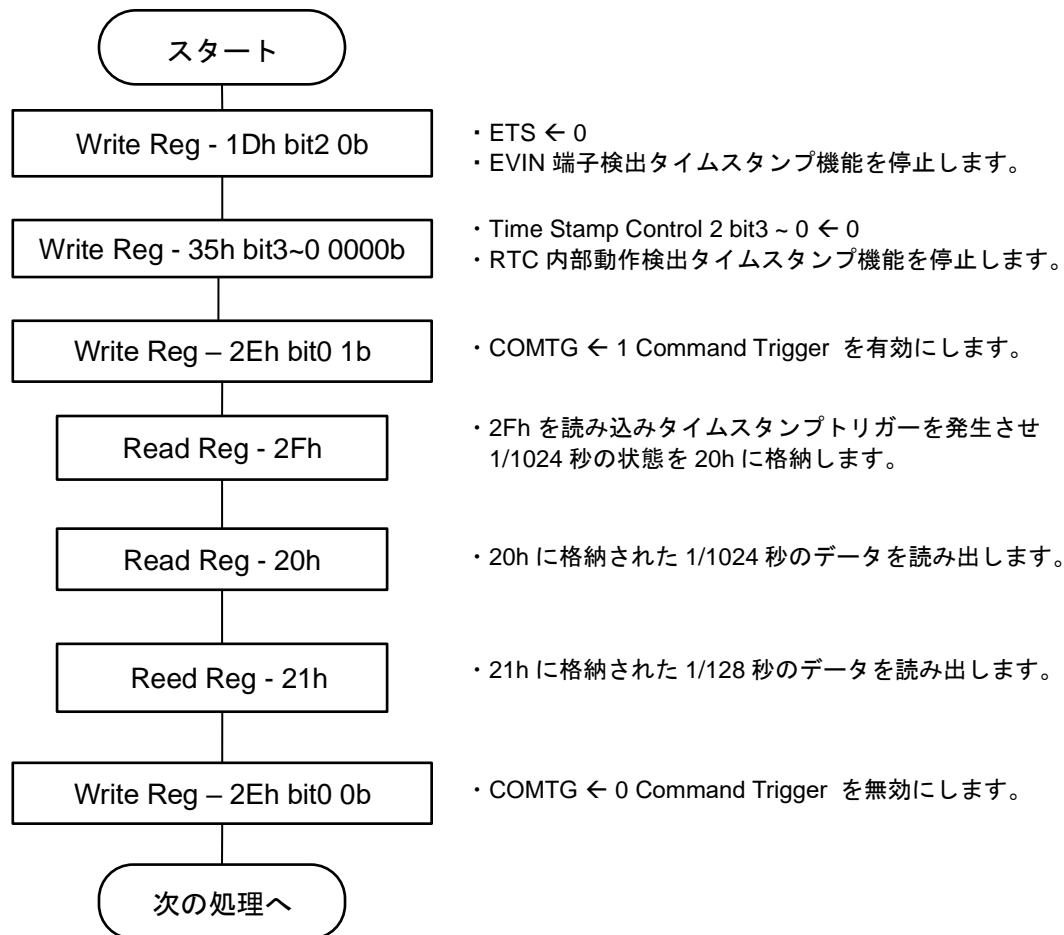 スタート
Write Reg - 1Dh bit2 0b
・ETS ← 0
・EVIN 端子検出タイムスタンプ機能を停止します。
Write Reg - 35h bit3~0 0000b
・Time Stamp Control 2 bit3 ~ 0 ← 0
・RTC 内部動作検出タイムスタンプ機能を停止します。
Write Reg – 2Eh bit0 1b
・COMTG ← 1 Command Trigger を有効にします。
Read Reg - 2Fh
・2Fh を読み込みタイムスタンプトリガーを発生させ
1/1024 秒の状態を 20h に格納します。
Read Reg - 20h
・20h に格納された 1/1024 秒のデータを読み出します。
Reed Reg - 21h
・21h に格納された 1/128 秒のデータを読み出します。
Write Reg – 2Eh bit0 0b
・COMTG ← 0 Command Trigger を無効にします。
次の処理へ